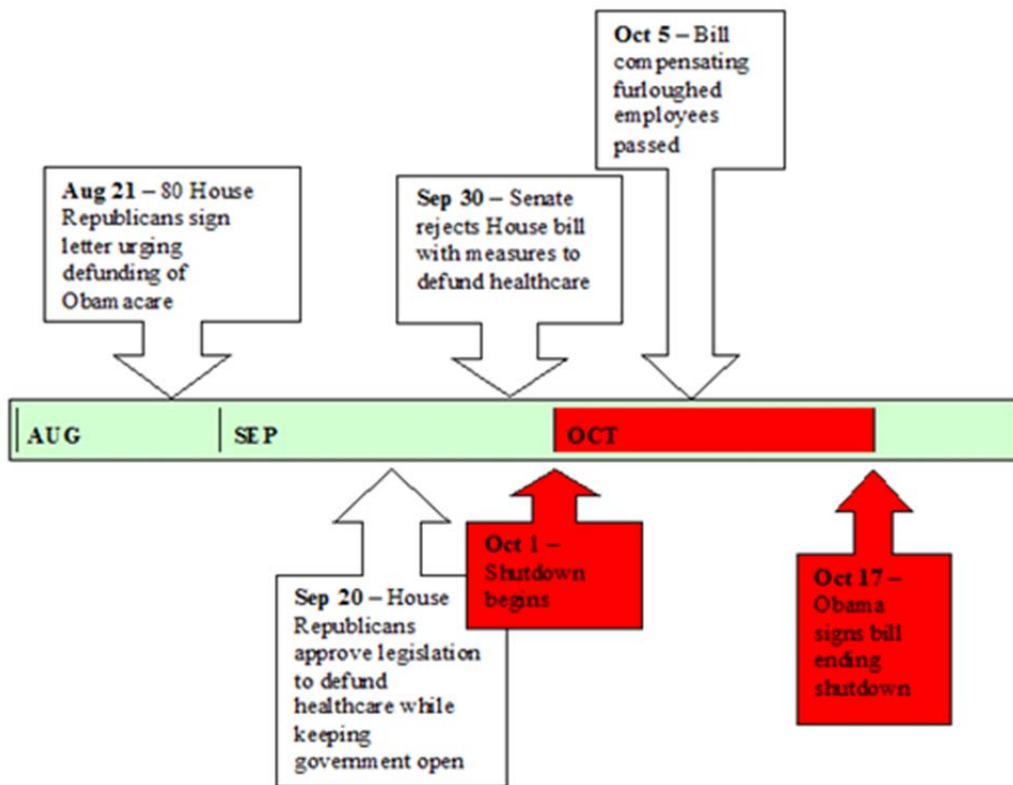 Oct 5 – Bill
compensating
furloughed
employees
passed
Aug 21 – 80 House
Republicans sign
letter urging
defunding of
Obamacare
Sep 30 – Senate
rejects House bill
with measures to
defund healthcare
AUG
SEP
OCT
Sep 20 – House
Republicans
approve legislation
to defund
healthcare while
keeping
government open
Oct 1 –
Shutdown
begins
Oct 17 –
Obama
signs bill
ending
shutdown